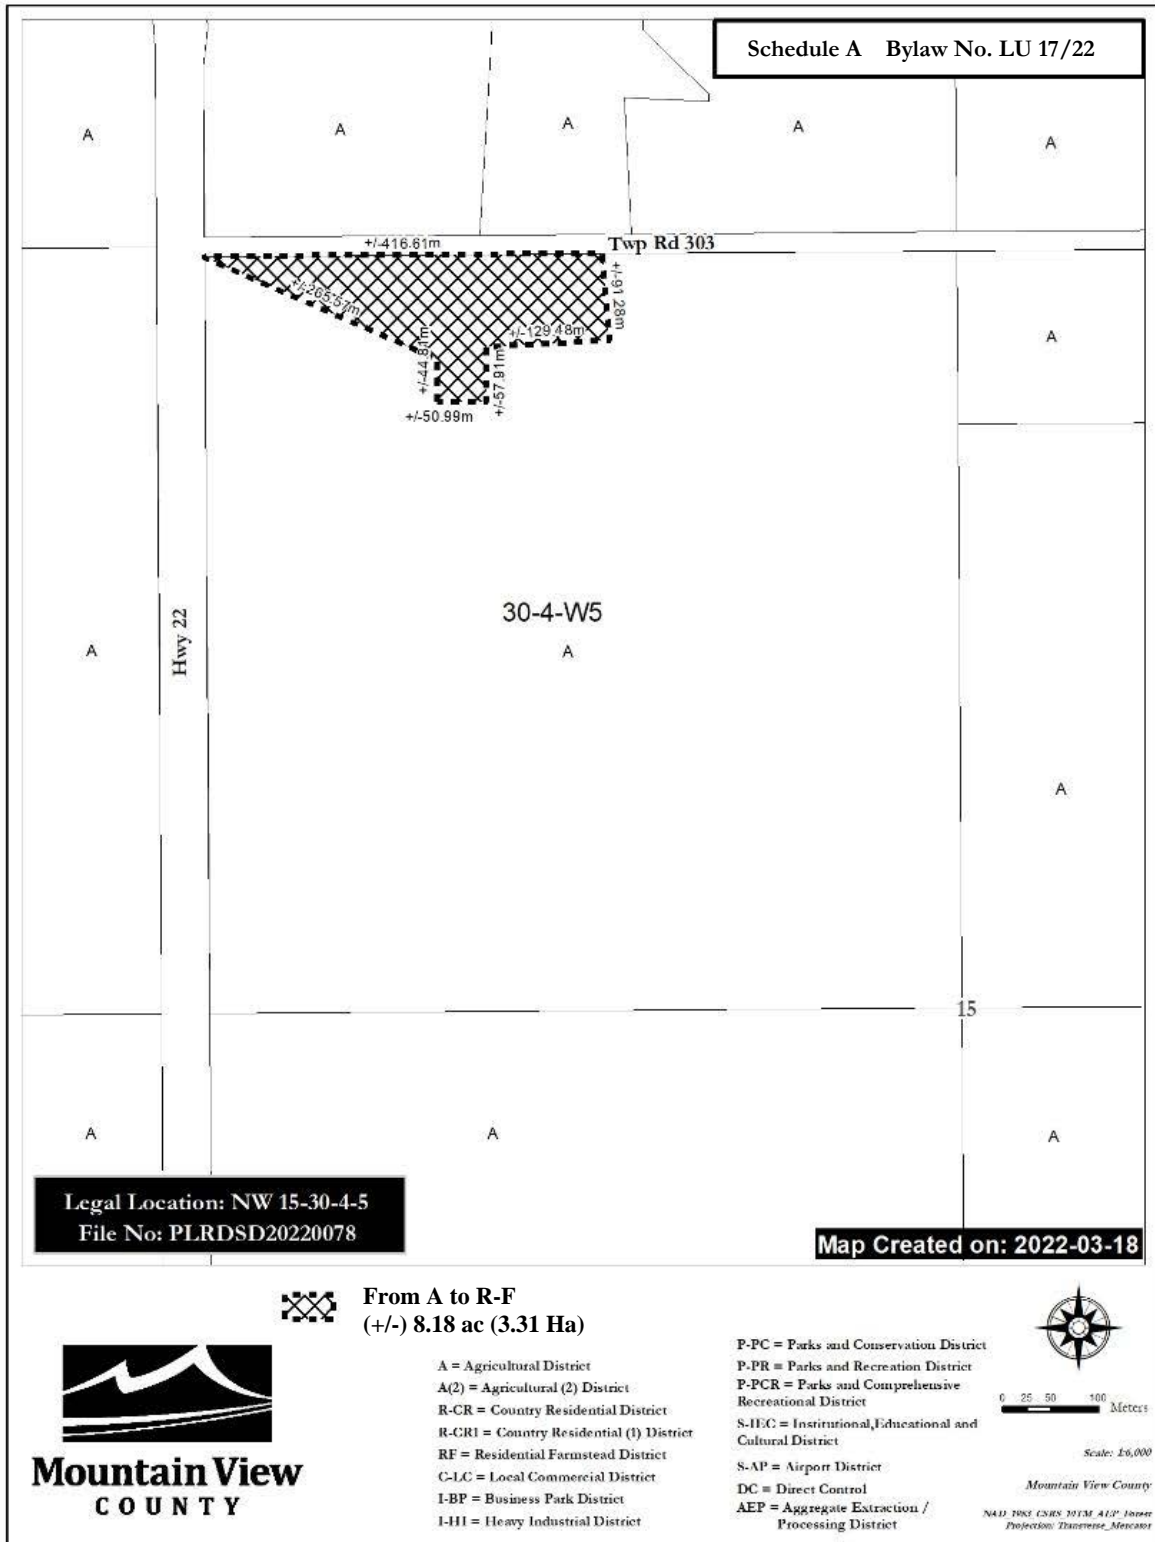 Schedule A Bylaw No. LU 17/22
A
A
A
A
A
Twp Rd 303
+/-416.61m
+/-265.57m
+/-91.28m
+/-129.48m
+/-44.81m
+/-57.91m
+/-50.99m
A
30-4-W5
A
Hwy 22
A
A
15
A
A
A
Legal Location: NW 15-30-4-5
File No: PLRDSD20220078
Map Created on: 2022-03-18
From A to R-F
(+/-) 8.18 ac (3.31 Ha)
A = Agricultural District
A(2) = Agricultural (2) District
R-CR = Country Residential District
R-CR1 = Country Residential (1) District
RF = Residential Farmstead District
C-LC = Local Commercial District
I-BP = Business Park District
I-HI = Heavy Industrial District
P-PC = Parks and Conservation District
P-PR = Parks and Recreation District
P-PCR = Parks and Comprehensive
Recreational District
S-IEC = Institutional,Educational and
Cultural District
S-AP = Airport District
DC = Direct Control
AEP = Aggregate Extraction /
Processing District
0 25 50 100
Meters
Scale: 1:6,000
Mountain View County
NAD_1983_CSRS_10TM_AEP_Forest
Projection: Transverse_Mercator
Mountain View
COUNTY